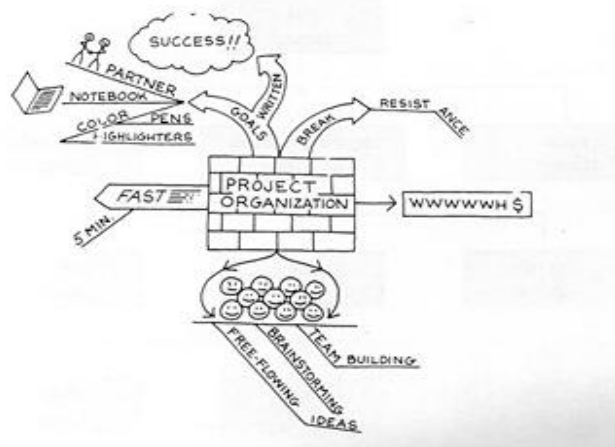 SUCCESS!!
PARTNER
NOTEBOOK
COLOR PENS
HIGHLIGHTERS
GOALS
WRITTEN
BREAK
RESIST ANCE
PROJECT
ORGANIZATION
FAST
5 MIN.
WWWWWH$
TEAM BUILDING
BRAINSTORMING
FREE-FLOWING IDEAS